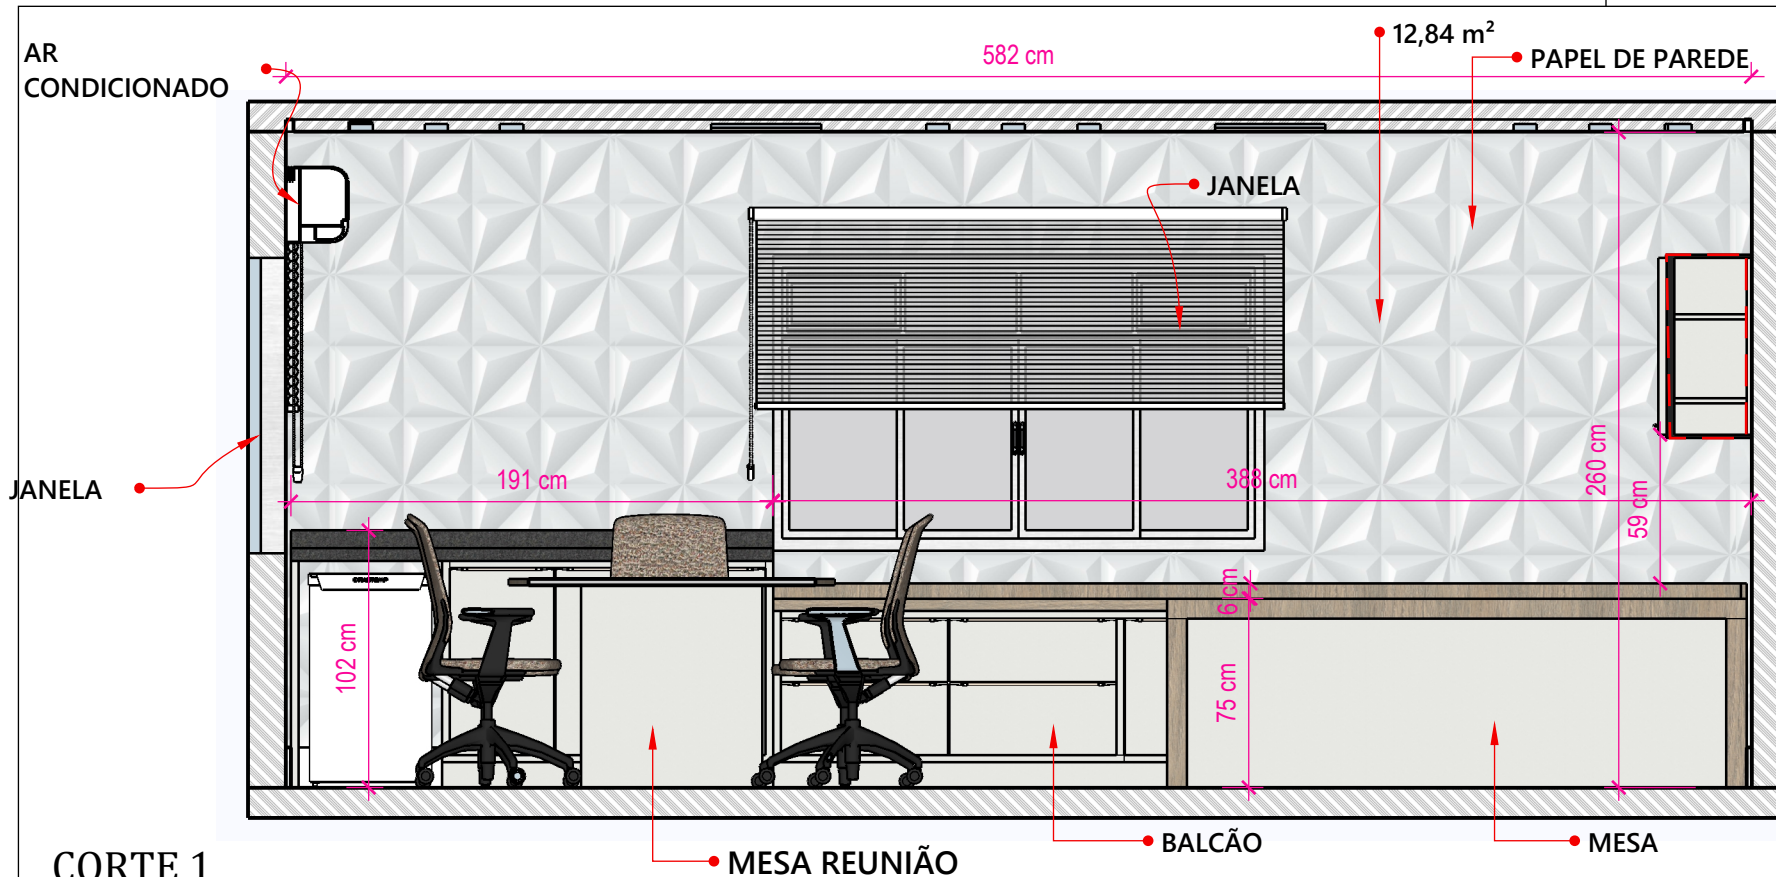 12,84 m²
AR
CONDICIONADO
582 cm
PAPEL DE PAREDE
JANELA
JANELA
191 cm
388 cm
260 cm
59 cm
6 cm
102 cm
75 cm
BALCÃO
MESA
MESA REUNIÃO
CORTE 1